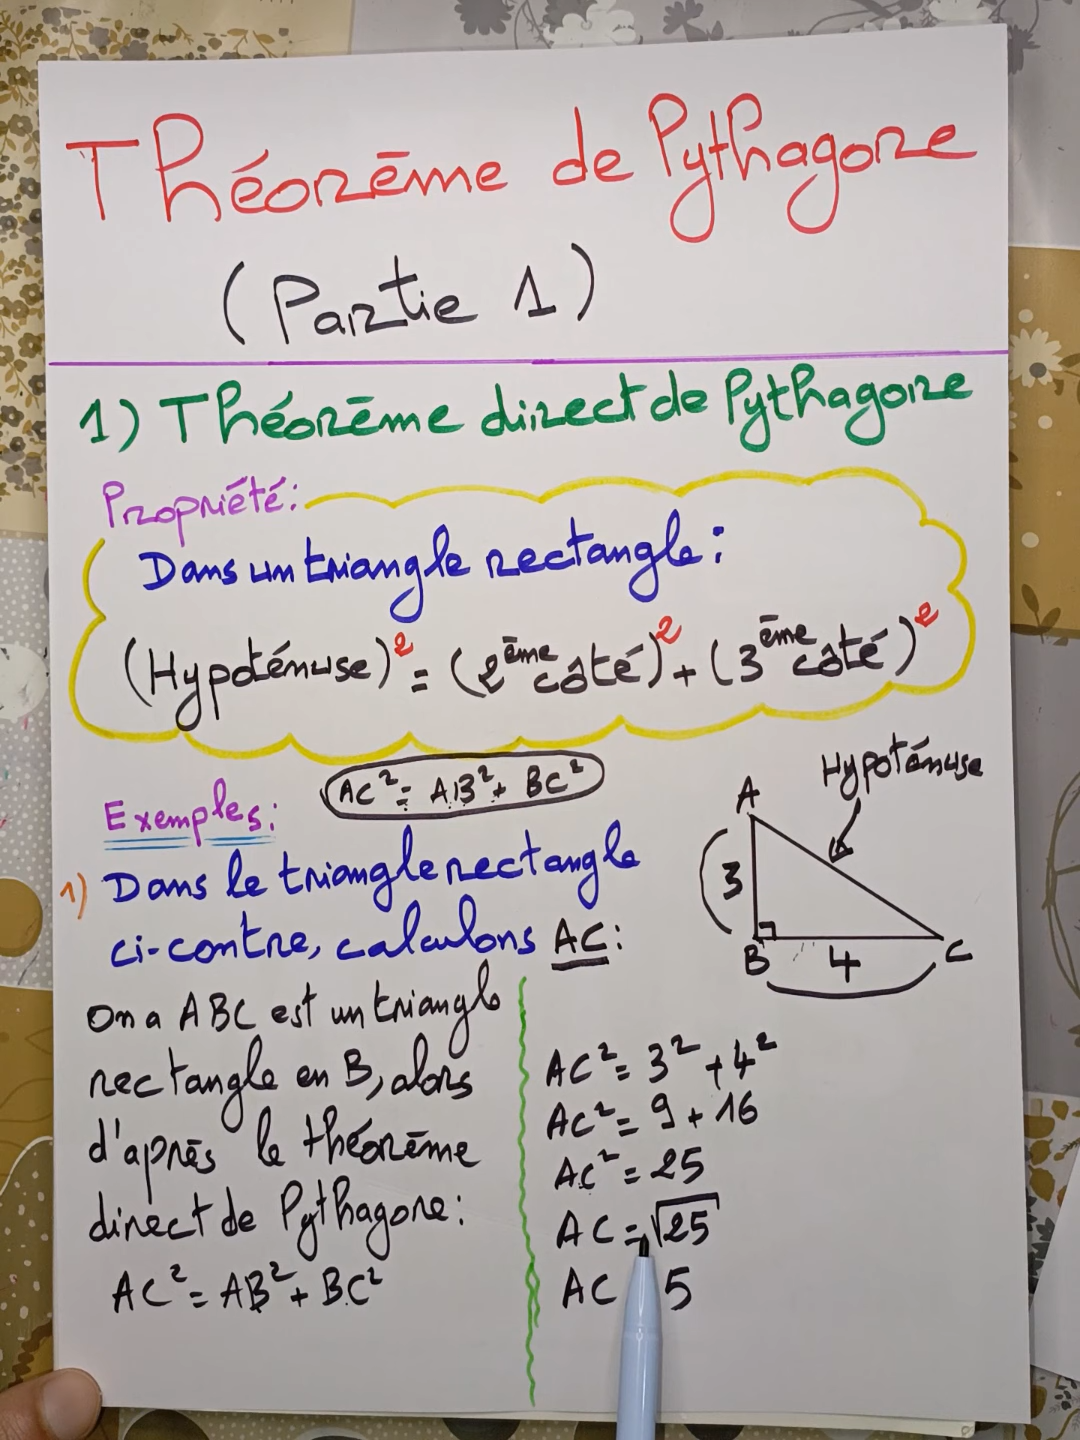 Théorème de Pythagore
(Partie 1)
1) Théorème direct de Pythagore
Propriété:
Dans un triangle rectangle:
(Hypoténuse)² = (2ème côté)² + (3ème côté)²
Exemples:
AC² = AB² + BC²
1) Dans le triangle rectangle
ci-contre, calculons AC:
Hypoténuse
A
3
B
4
C
On a ABC est un triangle
rectangle en B, alors
d'après le théorème
direct de Pythagore:
AC² = AB² + BC²
AC² = 3² + 4²
AC² = 9 + 16
AC² = 25
AC = √25
AC 5